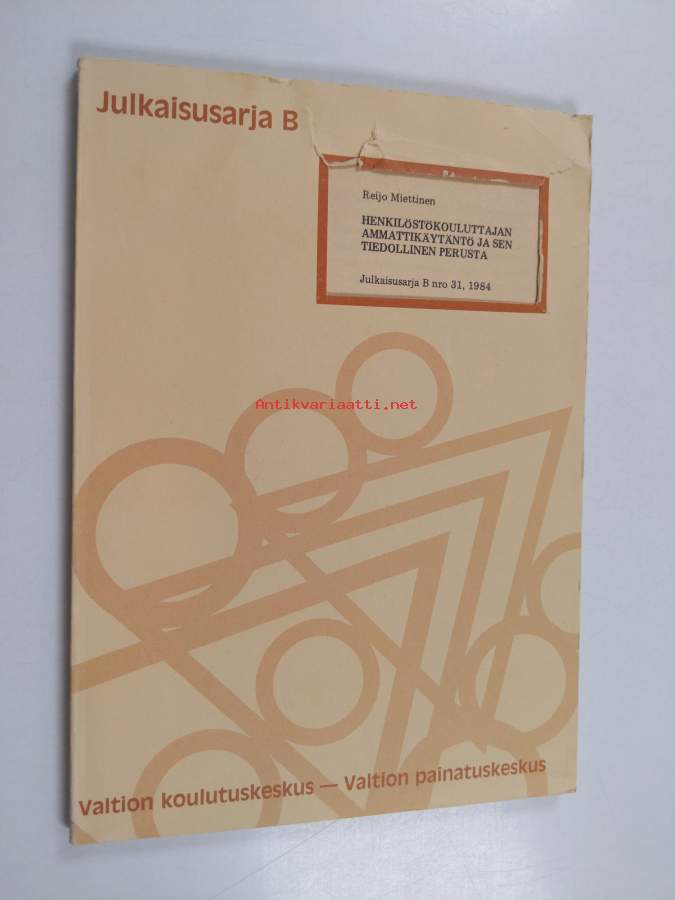 Julkaisusarja B
Reijo Miettinen
HENKILÖSTÖKOULUTTAJAN
AMMATTIKÄYTÄNTÖ JA SEN
TIEDOLLINEN PERUSTA
Julkaisusarja B nro 31, 1984
Antikvariaatti.net
Valtion koulutuskeskus — Valtion painatuskeskus